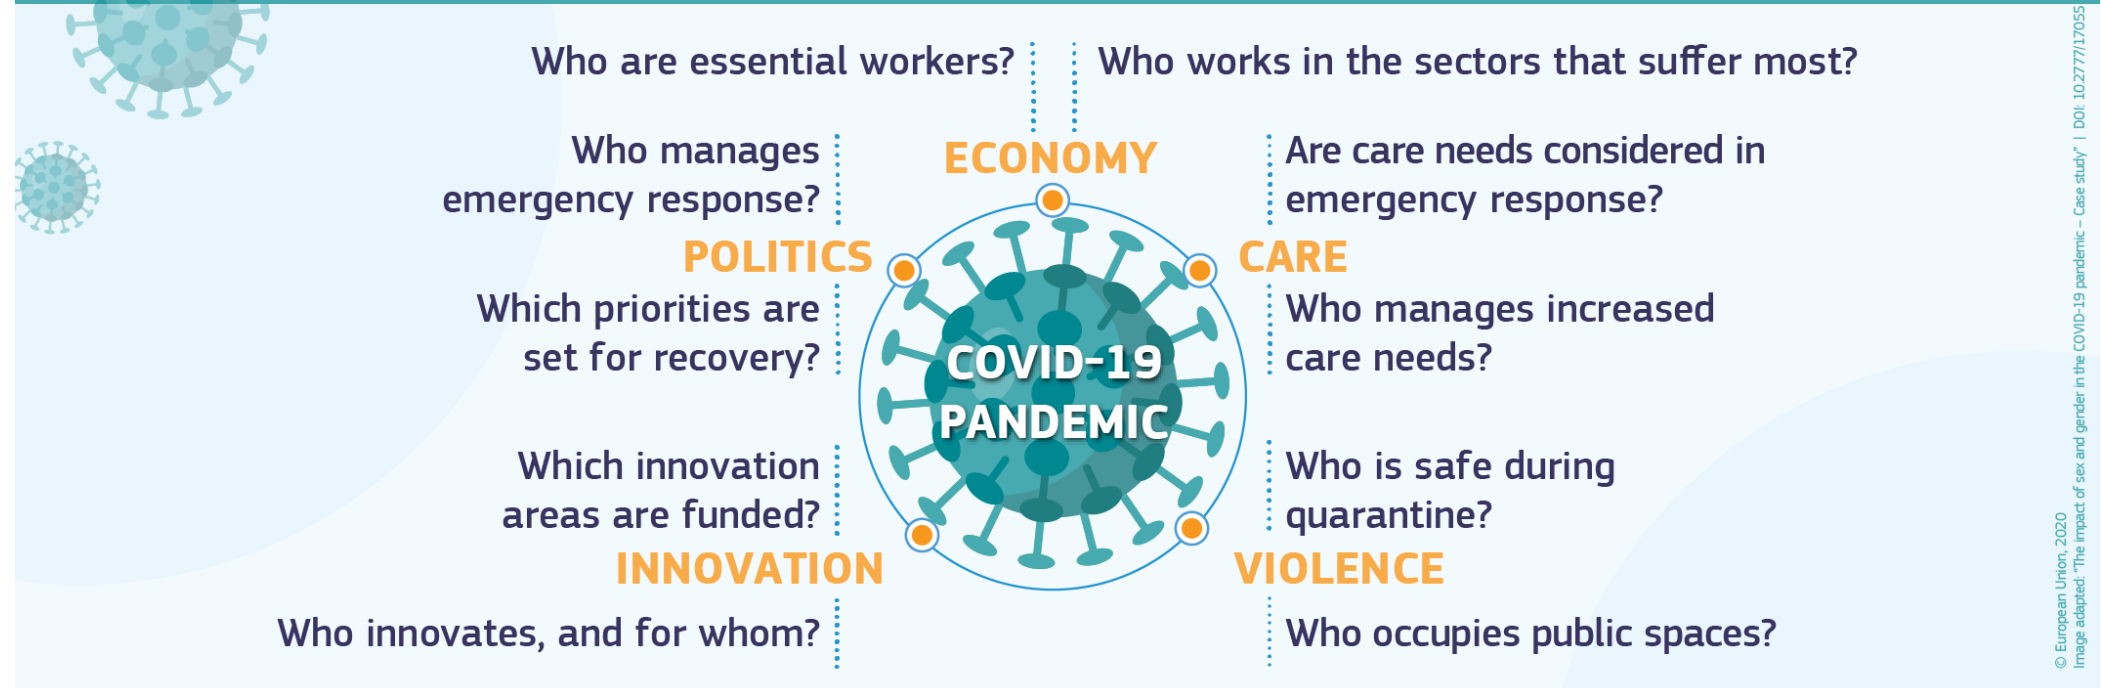 Who are essential workers?
Who works in the sectors that suffer most?
ECONOMY
Who manages
emergency response?
POLITICS
Which priorities are
set for recovery?
Are care needs considered in
emergency response?
CARE
Who manages increased
care needs?
COVID-19
PANDEMIC
Which innovation
areas are funded?
INNOVATION
Who innovates, and for whom?
Who is safe during
quarantine?
VIOLENCE
Who occupies public spaces?
© European Union, 2020
Image adapted: "The impact of sex and gender in the COVID-19 pandemic – Case study" | DOI: 10.2777/17055